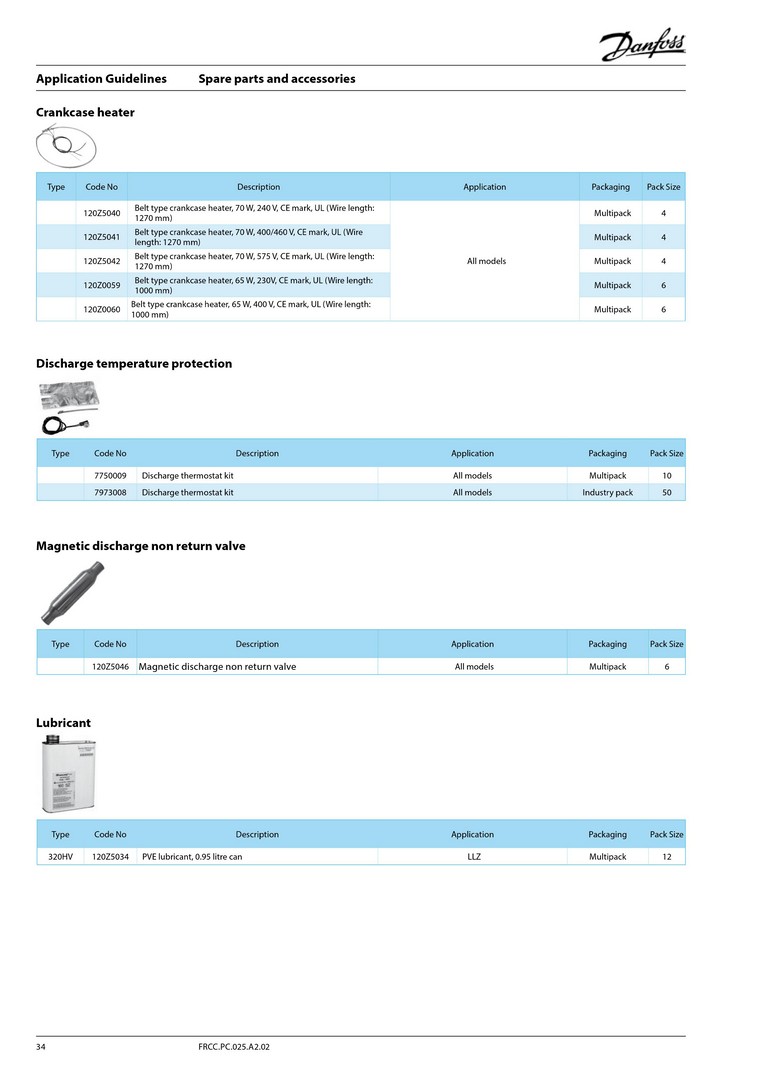 Danfoss
Application Guidelines Spare parts and accessories
Crankcase heater
Type Code No Description Application Packaging Pack Size
120Z5040 Belt type crankcase heater, 70 W, 240 V, CE mark, UL (Wire length:
1270 mm) Multipack 4
120Z5041 Belt type crankcase heater, 70 W, 400/460 V, CE mark, UL (Wire
length: 1270 mm) Multipack 4
120Z5042 Belt type crankcase heater, 70 W, 575 V, CE mark, UL (Wire length:
1270 mm) All models Multipack 4
120Z0059 Belt type crankcase heater, 65 W, 230V, CE mark, UL (Wire length:
1000 mm) Multipack 6
120Z0060 Belt type crankcase heater, 65 W, 400 V, CE mark, UL (Wire length:
1000 mm) Multipack 6
Discharge temperature protection
Type Code No Description Application Packaging Pack Size
7750009 Discharge thermostat kit All models Multipack 10
7973008 Discharge thermostat kit All models Industry pack 50
Magnetic discharge non return valve
Type Code No Description Application Packaging Pack Size
120Z5046 Magnetic discharge non return valve All models Multipack 6
Lubricant
Type Code No Description Application Packaging Pack Size
320HV 120Z5034 PVE lubricant, 0.95 litre can LLZ Multipack 12
34 FRCC.PC.025.A2.02